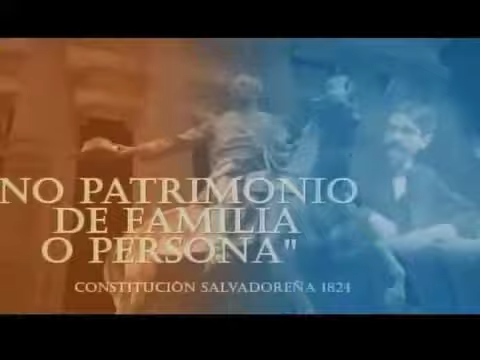 NO PATRIMONIO
DE FAMILIA
O PERSONA"
CONSTITUCIÓN SALVADOREÑA 1824